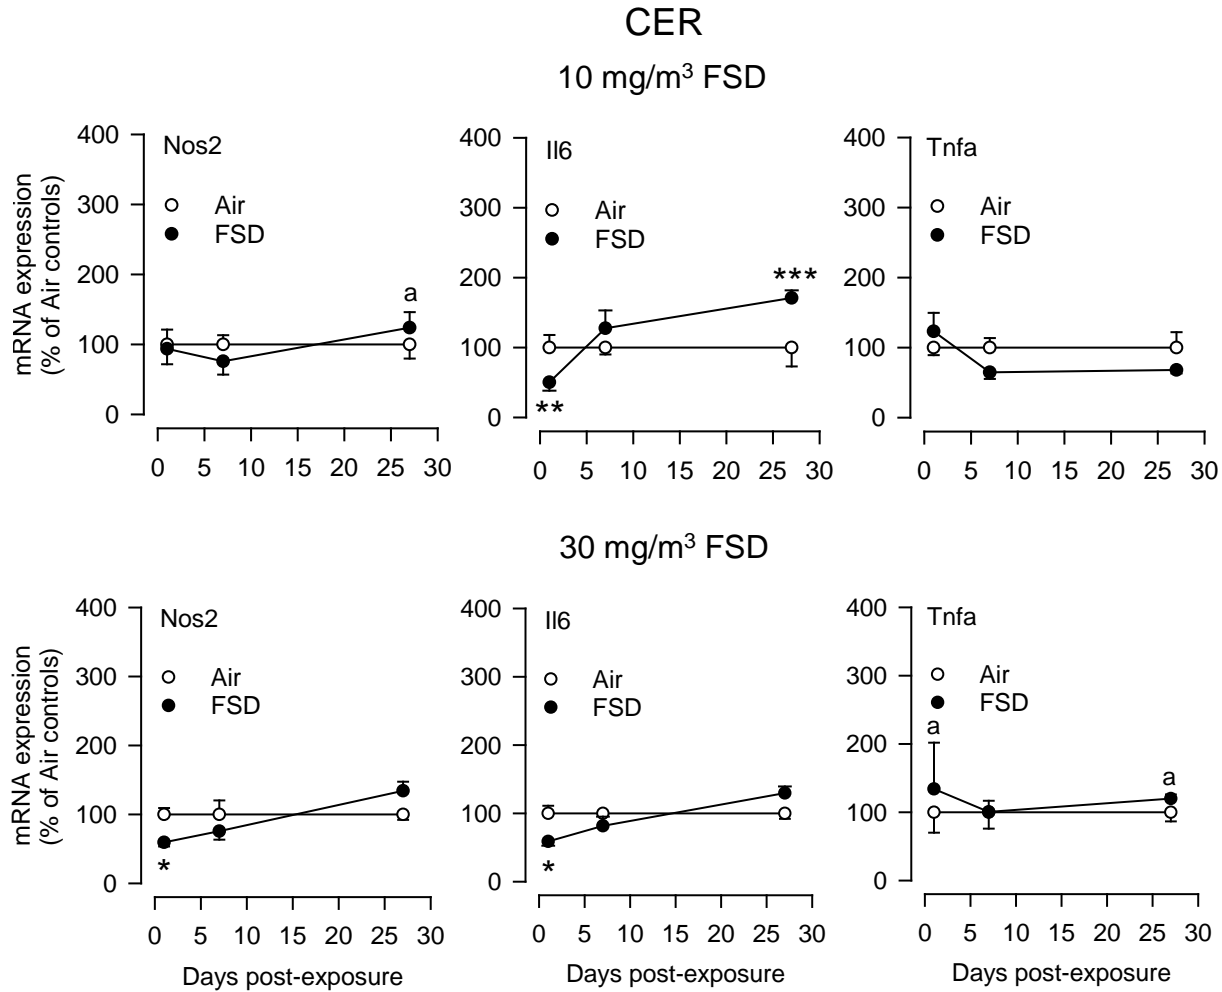 CER
10 mg/m³ FSD
mRNA expression
(% of Air controls)
400
300
200
100
0
Nos2
Air
FSD
a
0 5 10 15 20 25 30
400
300
200
100
0
Il6
Air
FSD
***
**
0 5 10 15 20 25 30
400
300
200
100
0
Tnfa
Air
FSD
0 5 10 15 20 25 30
30 mg/m³ FSD
mRNA expression
(% of Air controls)
400
300
200
100
0
Nos2
Air
FSD
*
0 5 10 15 20 25 30
Days post-exposure
400
300
200
100
0
Il6
Air
FSD
*
0 5 10 15 20 25 30
Days post-exposure
400
300
200
100
0
Tnfa
Air
FSD
a
a
0 5 10 15 20 25 30
Days post-exposure